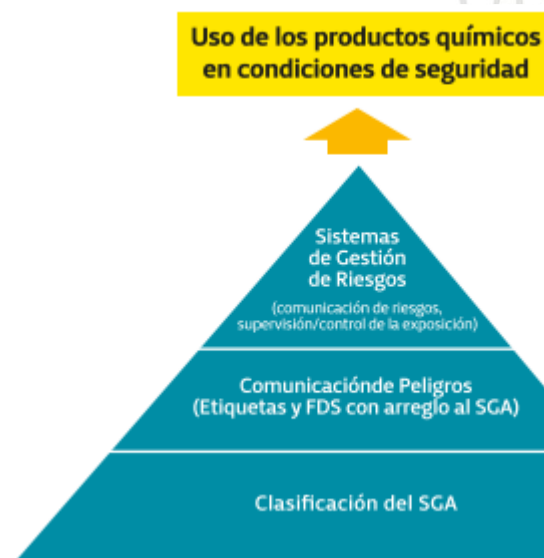 Uso de los productos químicos
en condiciones de seguridad
Sistemas
de Gestión
de Riesgos
(comunicación de riesgos,
supervisión/control de la exposición)
Comunicaciónde Peligros
(Etiquetas y FDS con arreglo al SGA)
Clasificación del SGA